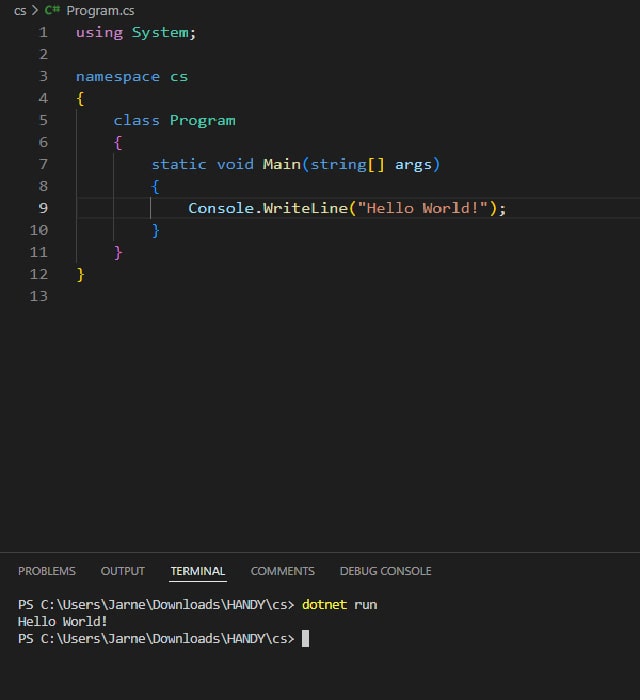 cs > C# Program.cs
1 using System;
2
3 namespace cs
4 {
5 class Program
6 {
7 static void Main(string[] args)
8 {
9 Console.WriteLine("Hello World!");
10 }
11 }
12 }
13
PROBLEMS OUTPUT TERMINAL COMMENTS DEBUG CONSOLE
PS C:\Users\Jarne\Downloads\HANDY\cs> dotnet run
Hello World!
PS C:\Users\Jarne\Downloads\HANDY\cs>